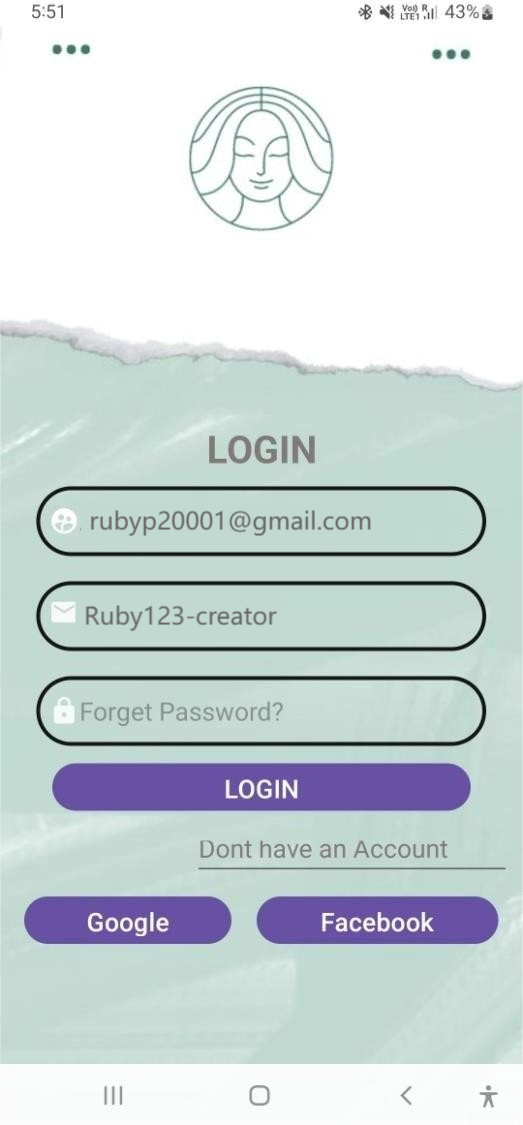 5:51
Vo)) R
LTE1 43%
LOGIN
rubyp20001@gmail.com
Ruby123-creator
Forget Password?
LOGIN
Dont have an Account
Google Facebook